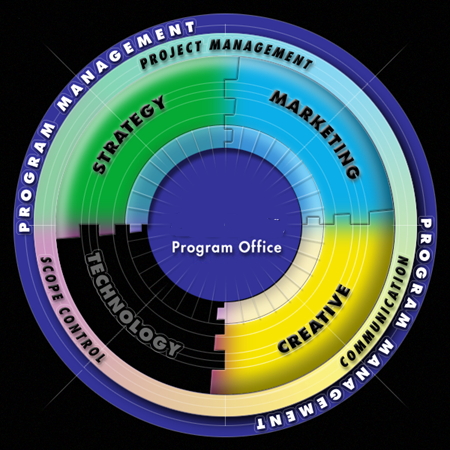 PROGRAM MANAGEMENT
PROJECT MANAGEMENT
STRATEGY
MARKETING
Program Office
TECHNOLOGY
CREATIVE
SCOPE CONTROL
COMMUNICATION
PROGRAM MANAGEMENT